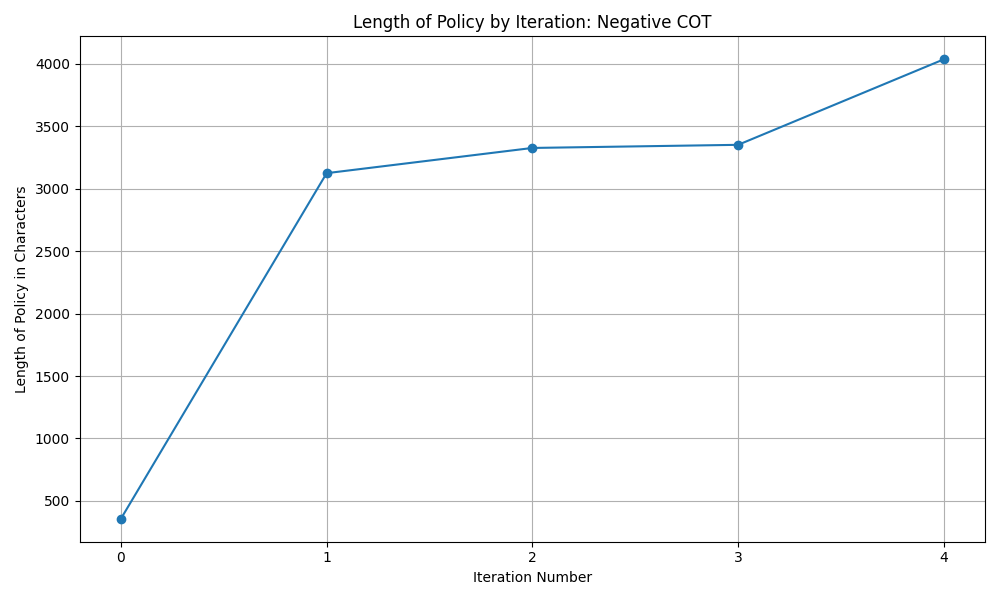 Length of Policy by Iteration: Negative COT
Length of Policy in Characters
4000
3500
3000
2500
2000
1500
1000
500
0 1 2 3 4
Iteration Number